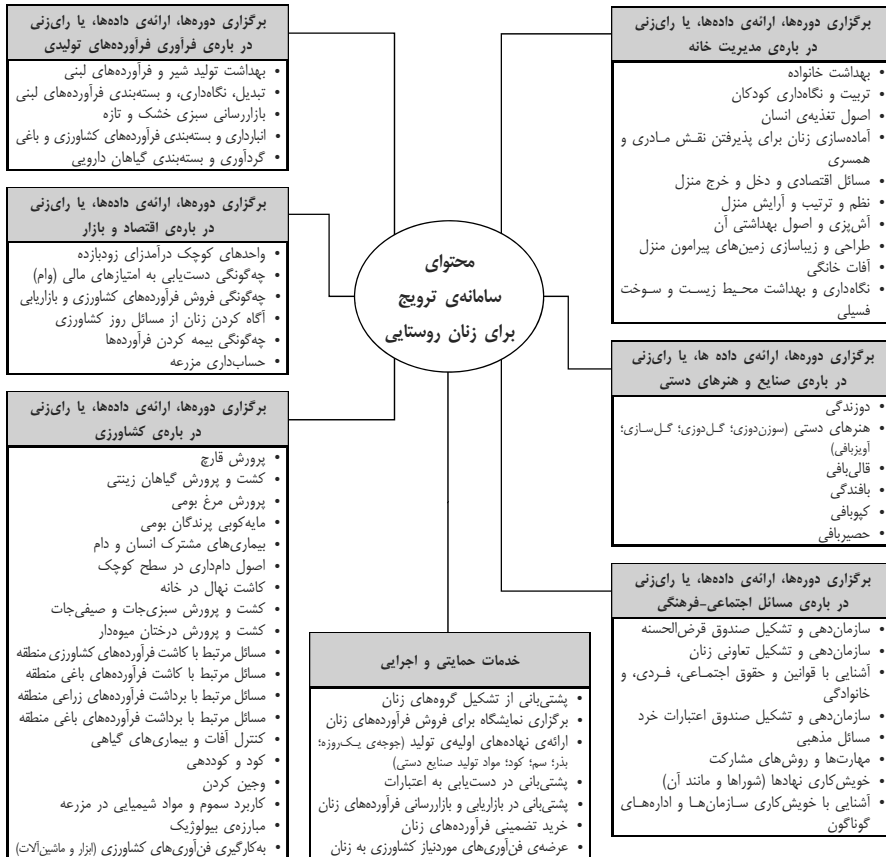 برگزاری دوره‌ها، ارائه‌ی داده‌ها، یا رای‌زنی
در باره‌ی مدیریت خانه
• بهداشت خانواده
• تربیت و نگاه‌داری کودکان
• اصول تغذیه‌ی انسان
• آماده‌سازی زنان برای پذیرفتن نقش مادری و
همسری
• مسائل اقتصادی و دخل و خرج منزل
• نظم و ترتیب و آرایش منزل
• آش‌پزی و اصول بهداشتی آن
• طراحی و زیباسازی زمین‌های پیرامون منزل
• آفات خانگی
• نگاه‌داری و بهداشت محیط زیست و سوخت
فسیلی
برگزاری دوره‌ها، ارائه‌ی داده ها، یا رای‌زنی
در باره‌ی صنایع و هنرهای دستی
• دوزندگی
• هنرهای دستی (سوزن‌دوزی؛ گل‌دوزی؛ گل‌سازی؛
آویزبافی)
• قالی‌بافی
• بافندگی
• کپوبافی
• حصیربافی
برگزاری دوره‌ها، ارائه‌ی داده‌ها، یا رای‌زنی
در باره‌ی مسائل اجتماعی-فرهنگی
• سازمان‌دهی و تشکیل صندوق قرض‌الحسنه
• سازمان‌دهی و تشکیل تعاونی زنان
• آشنایی با قوانین و حقوق اجتماعی، فردی، و
خانوادگی
• سازمان‌دهی و تشکیل صندوق اعتبارات خرد
• مسائل مذهبی
• مهارت‌ها و روش‌های مشارکت
• خویش‌کاری نهادها (شوراها و مانند آن)
• آشنایی با خویش‌کاری سازمان‌ها و اداره‌های
گوناگون
محتوای
سامانه‌ی ترویج
برای زنان روستایی
خدمات حمایتی و اجرایی
• پشتی‌بانی از تشکیل گروه‌های زنان
• برگزاری نمایشگاه برای فروش فرآورده‌های زنان
• ارائه‌ی نهاده‌های اولیه‌ی تولید (جوجه‌ی یک‌روزه؛
بذر؛ سم؛ کود؛ مواد تولید صنایع دستی)
• پشتی‌بانی در دست‌یابی به اعتبارات
• پشتی‌بانی در بازاریابی و بازاررسانی فرآورده‌های زنان
• خرید تضمینی فرآورده‌های زنان
• عرضه‌ی فن‌آوری‌های موردنیاز کشاورزی به زنان
برگزاری دوره‌ها، ارائه‌ی داده‌ها، یا رای‌زنی
در باره‌ی فرآوری فرآورده‌های تولیدی
• بهداشت تولید شیر و فرآورده‌های لبنی
• تبدیل، نگاه‌داری، و بسته‌بندی فرآورده‌های لبنی
• بازاررسانی سبزی خشک و تازه
• انبارداری و بسته‌بندی فرآورده‌های کشاورزی و باغی
• گردآوری و بسته‌بندی گیاهان دارویی
برگزاری دوره‌ها، ارائه‌ی داده‌ها، یا رای‌زنی
در باره‌ی اقتصاد و بازار
• واحدهای کوچک درآمدزای زودبازده
• چه‌گونگی دست‌یابی به امتیازهای مالی (وام)
• چه‌گونگی فروش فرآورده‌های کشاورزی و بازاریابی
• آگاه کردن زنان از مسائل روز کشاورزی
• چه‌گونگی بیمه کردن فرآورده‌ها
• حساب‌داری مزرعه
برگزاری دوره‌ها، ارائه‌ی داده‌ها، یا رای‌زنی
در باره‌ی کشاورزی
• پرورش قارچ
• کشت و پرورش گیاهان زینتی
• پرورش مرغ بومی
• مایه‌کوبی پرندگان بومی
• بیماری‌های مشترک انسان و دام
• اصول دام‌داری در سطح کوچک
• کاشت نهال در خانه
• کشت و پرورش سبزی‌جات و صیفی‌جات
• کشت و پرورش درختان میوه‌دار
• مسائل مرتبط با کاشت فرآورده‌های کشاورزی منطقه
• مسائل مرتبط با کاشت فرآورده‌های باغی منطقه
• مسائل مرتبط با برداشت فرآورده‌های زراعی منطقه
• مسائل مرتبط با برداشت فرآورده‌های باغی منطقه
• کنترل آفات و بیماری‌های گیاهی
• کود و کوددهی
• وجین کردن
• کاربرد سموم و مواد شیمیایی در مزرعه
• مبارزه‌ی بیولوژیک
• به‌کارگیری فن‌آوری‌های کشاورزی (ابزار و ماشین‌آلات)